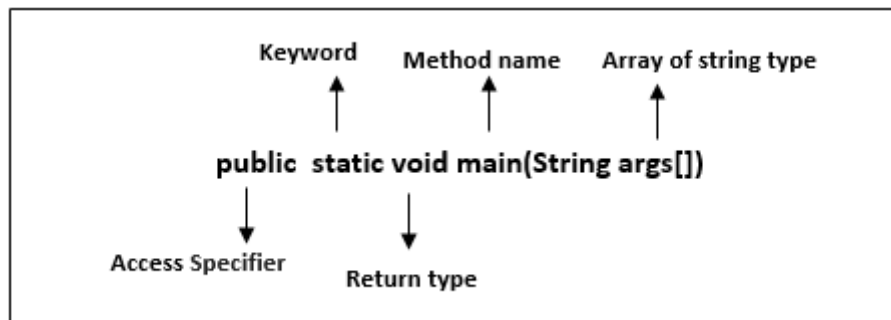 Keyword Method name Array of string type
public static void main(String args[])
Access Specifier
Return type